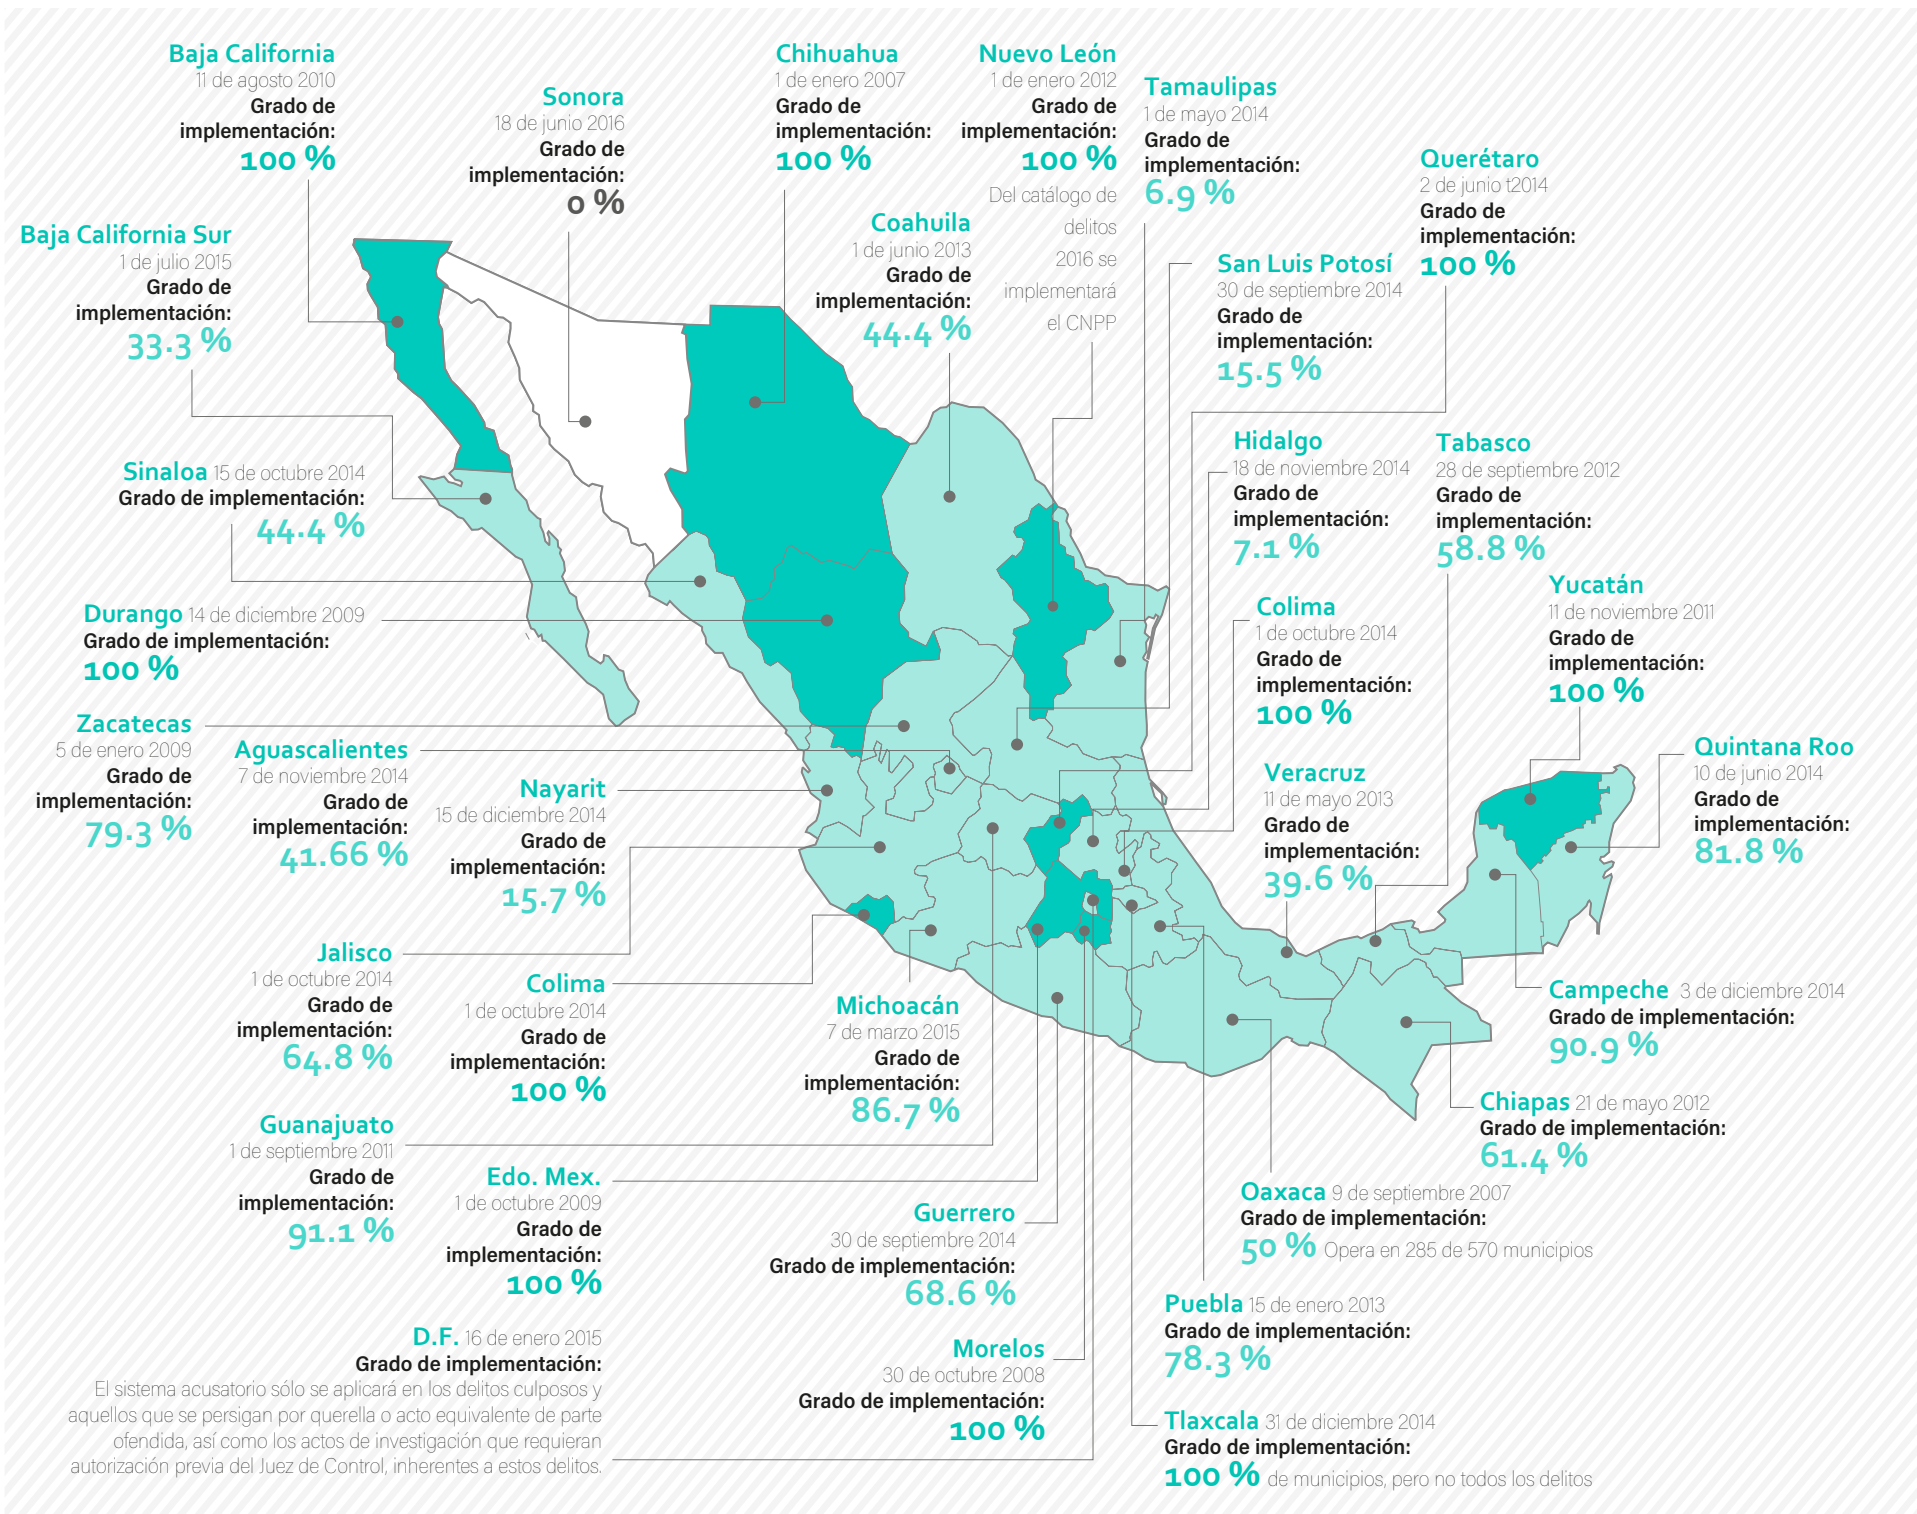 Baja California
11 de agosto 2010
Grado de
implementación:
100 %
Sonora
18 de junio 2016
Grado de
implementación:
0 %
Chihuahua
1 de enero 2007
Grado de
implementación:
100 %
Nuevo León
1 de enero 2012
Grado de
implementación:
100 %
Del catálogo de
delitos
2016 se
implementará
el CNPP
Tamaulipas
1 de mayo 2014
Grado de
implementación:
6.9 %
Querétaro
2 de junio t2014
Grado de
implementación:
100 %
Baja California Sur
1 de julio 2015
Grado de
implementación:
33.3 %
Coahuila
1 de junio 2013
Grado de
implementación:
44.4 %
San Luis Potosí
30 de septiembre 2014
Grado de
implementación:
15.5 %
Sinaloa 15 de octubre 2014
Grado de implementación:
44.4 %
Hidalgo
18 de noviembre 2014
Grado de
implementación:
7.1 %
Tabasco
28 de septiembre 2012
Grado de
implementación:
58.8 %
Durango 14 de diciembre 2009
Grado de implementación:
100 %
Colima
1 de octubre 2014
Grado de
implementación:
100 %
Yucatán
11 de noviembre 2011
Grado de
implementación:
100 %
Zacatecas
5 de enero 2009
Grado de
implementación:
79.3 %
Aguascalientes
7 de noviembre 2014
Grado de
implementación:
41.66 %
Nayarit
15 de diciembre 2014
Grado de
implementación:
15.7 %
Veracruz
11 de mayo 2013
Grado de
implementación:
39.6 %
Quintana Roo
10 de junio 2014
Grado de
implementación:
81.8 %
Jalisco
1 de octubre 2014
Grado de
implementación:
64.8 %
Colima
1 de octubre 2014
Grado de
implementación:
100 %
Michoacán
7 de marzo 2015
Grado de
implementación:
86.7 %
Campeche 3 de diciembre 2014
Grado de implementación:
90.9 %
Chiapas 21 de mayo 2012
Grado de implementación:
61.4 %
Guanajuato
1 de septiembre 2011
Grado de
implementación:
91.1 %
Edo. Mex.
1 de octubre 2009
Grado de
implementación:
100 %
Guerrero
30 de septiembre 2014
Grado de implementación:
68.6 %
Oaxaca 9 de septiembre 2007
Grado de implementación:
50 % Opera en 285 de 570 municipios
Puebla 15 de enero 2013
Grado de implementación:
78.3 %
D.F. 16 de enero 2015
Grado de implementación:
El sistema acusatorio sólo se aplicará en los delitos culposos y
aquellos que se persigan por querella o acto equivalente de parte
ofendida, así como los actos de investigación que requieran
autorización previa del Juez de Control, inherentes a estos delitos.
Morelos
30 de octubre 2008
Grado de implementación:
100 %
Tlaxcala 31 de diciembre 2014
Grado de implementación:
100 % de municipios, pero no todos los delitos